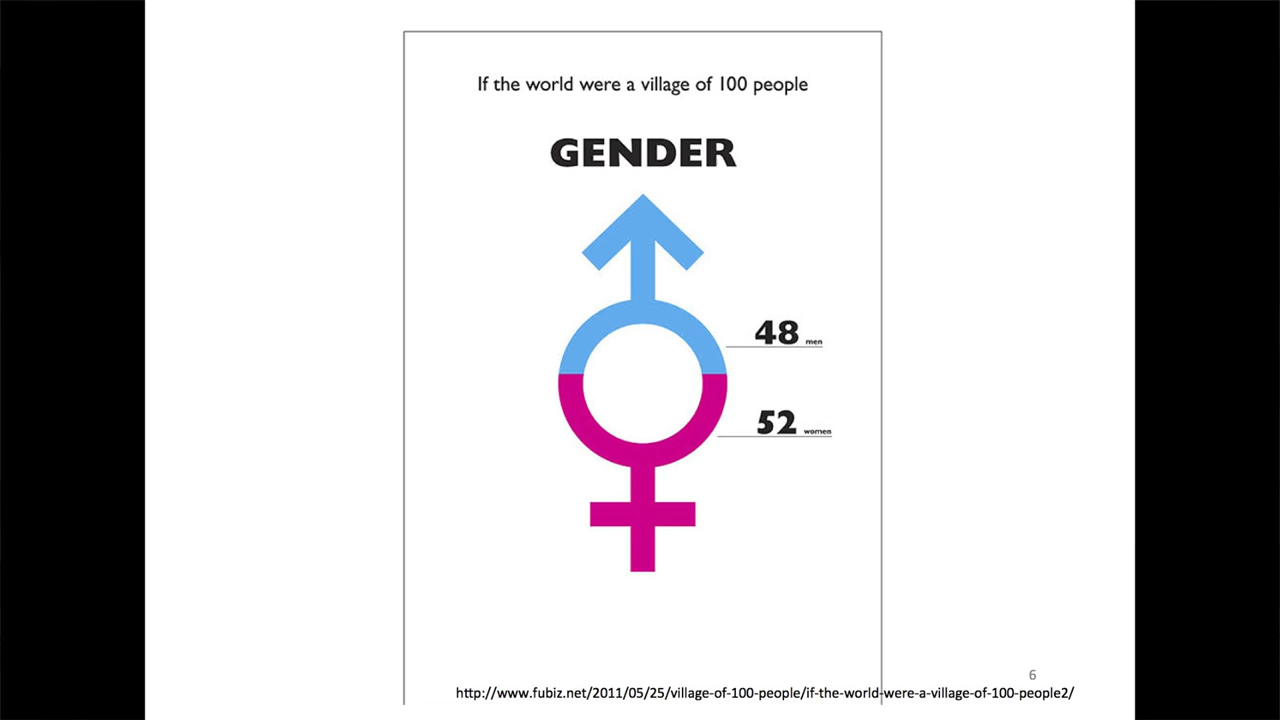 If the world were a village of 100 people
GENDER
48 men
52 women
6
http://www.fubiz.net/2011/05/25/village-of-100-people/if-the-world-were-a-village-of-100-people2/